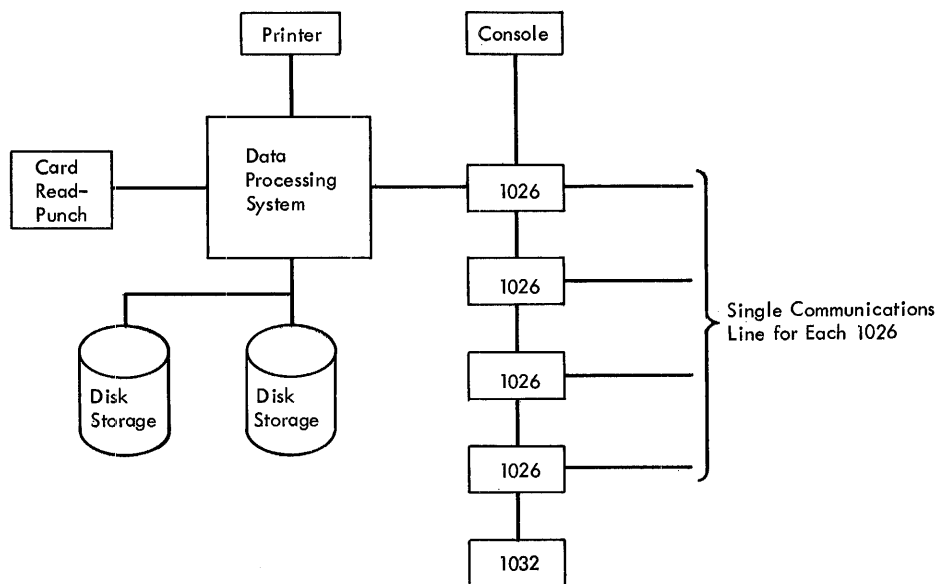 Printer
Console
Data
Processing
System
Card
Read-
Punch
1026
1026
1026
1026
Single Communications
Line for Each 1026
Disk
Storage
Disk
Storage
1032